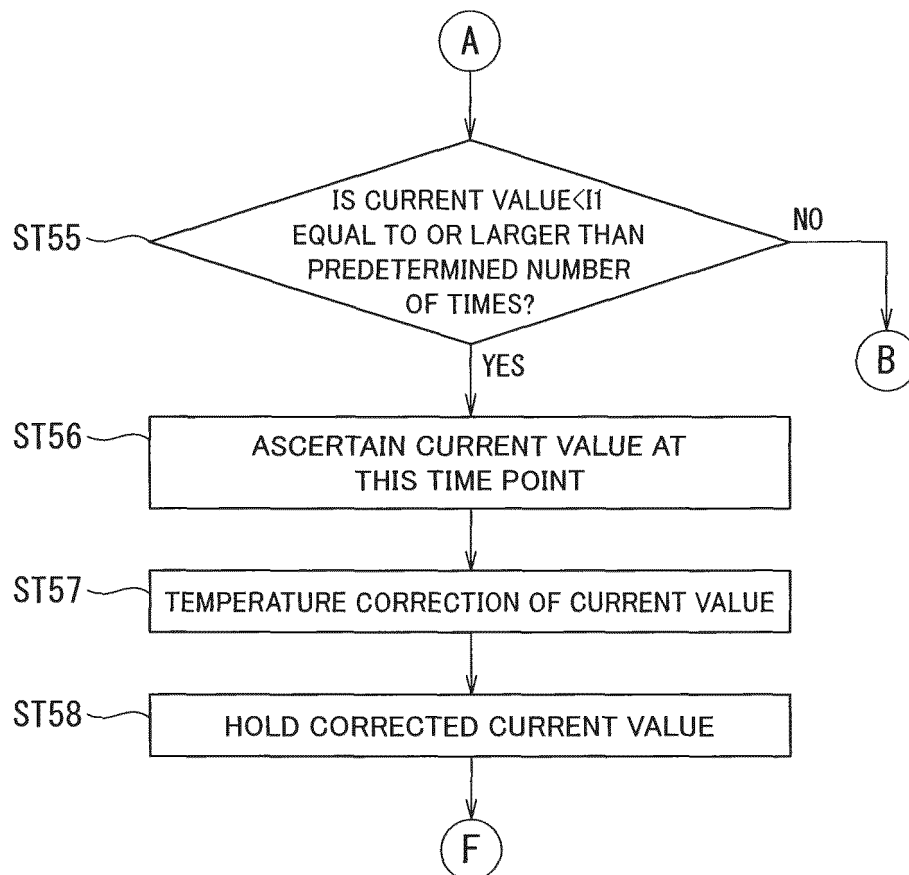 A
ST55
IS CURRENT VALUE<I1
EQUAL TO OR LARGER THAN
PREDETERMINED NUMBER
OF TIMES?
NO
B
YES
ST56
ASCERTAIN CURRENT VALUE AT
THIS TIME POINT
ST57
TEMPERATURE CORRECTION OF CURRENT VALUE
ST58
HOLD CORRECTED CURRENT VALUE
F